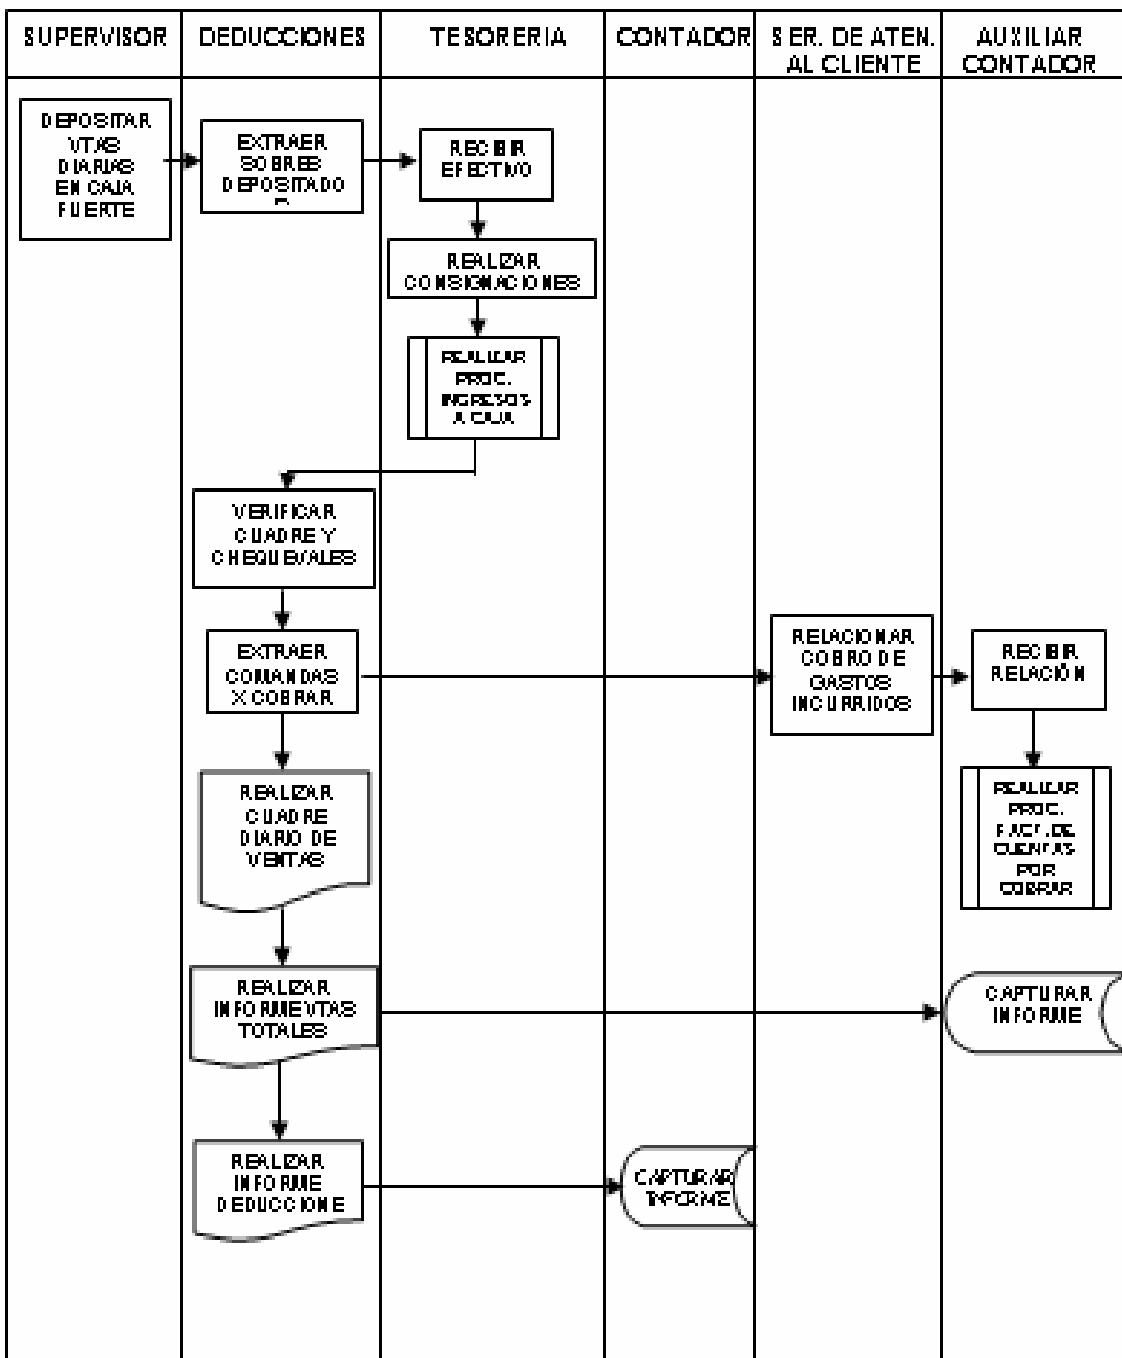 SUPERVISOR
DEDUCCIONES
TESORERIA
CONTADOR
SER. DE ATEN.
AL CLIENTE
AUXILIAR
CONTADOR
DEPOSITAR
VTAS
DIARIAS
EN CAJA
FUERTE
EXTRAER
SOBRES
DEPOSITADO
RECIBIR
EFECTIVO
REALIZAR
CONSIGNACIONES
REALIZAR
PROC.
INGRESOS
A CAJA
VERIFICAR
CUADRE Y
CHEQUE/VALES
EXTRAER
COMANDAS
X COBRAR
RELACIONAR
COBRO DE
GASTOS
INCURRIDOS
RECIBIR
RELACIÓN
REALIZAR
CUADRE
DIARIO DE
VENTAS
REALIZAR
PROC.
FACT. DE
CUENTAS
POR
COBRAR
REALIZAR
INFORME VTAS
TOTALES
CAPTURAR
INFORME
REALIZAR
INFORME
DEDUCCIONE
CAPTURAR
INFORME